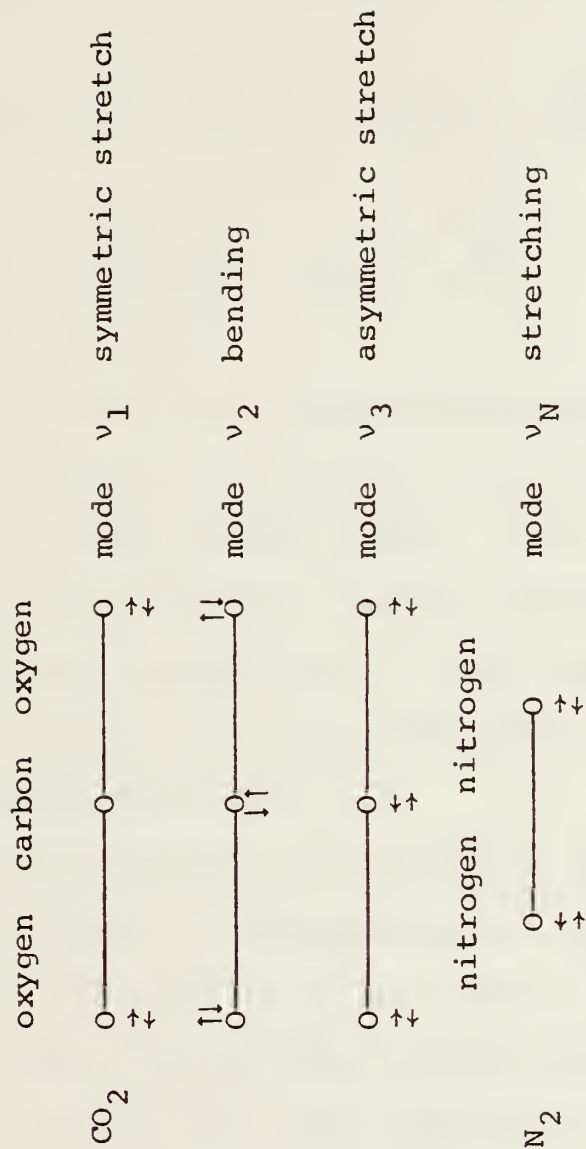 oxygen carbon oxygen
CO₂ mode ν₁ symmetric stretch
mode ν₂ bending
mode ν₃ asymmetric stretch
nitrogen nitrogen
N₂ mode ν_N stretching